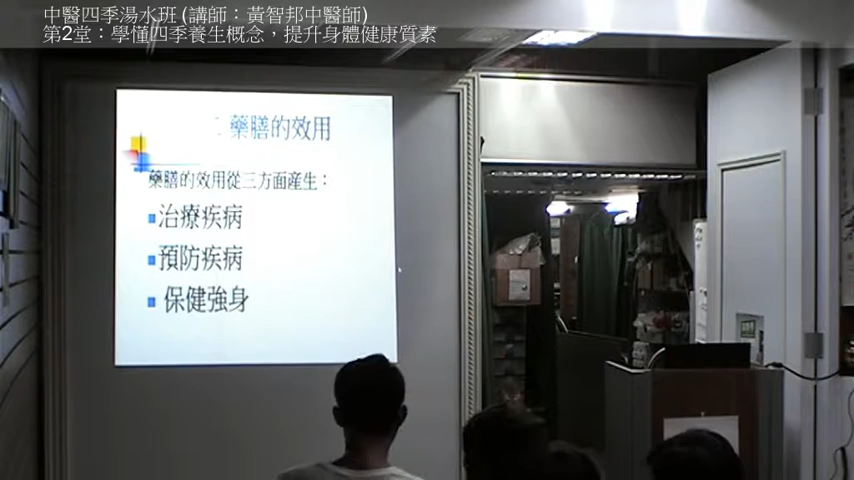 中醫四季湯水班 (講師：黃智邦中醫師)
第2堂：學懂四季養生概念，提升身體健康質素
藥膳的效用
藥膳的效用從三方面產生：
治療疾病
預防疾病
保健強身